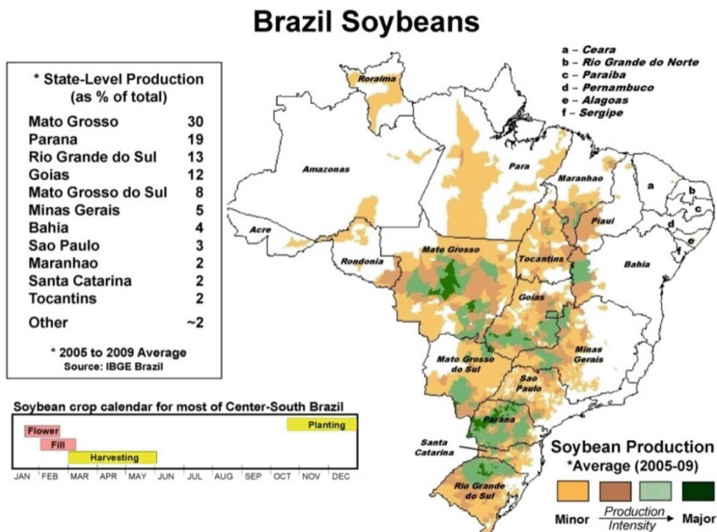 Brazil Soybeans
* State-Level Production
(as % of total)
Mato Grosso 30
Parana 19
Rio Grande do Sul 13
Goias 12
Mato Grosso do Sul 8
Minas Gerais 5
Bahia 4
Sao Paulo 3
Maranhao 2
Santa Catarina 2
Tocantins 2
Other ~2
* 2005 to 2009 Average
Source: IBGE Brazil
a – Ceara
b – Rio Grande do Norte
c – Paraiba
d – Pernambuco
e – Alagoas
f – Sergipe
Roraima
Amazonas
Para
Maranhao
a
b
c
d
e
f
Piaui
Acre
Rondonia
Mato Grosso
Tocantins
Bahia
Goias
Mato Grosso
do Sul
Minas
Gerais
Sao
Paulo
Parana
Santa
Catarina
Rio Grande
do Sul
Soybean crop calendar for most of Center-South Brazil
Planting
Flower
Fill
Harvesting
JAN FEB MAR APR MAY JUN JUL AUG SEP OCT NOV DEC
Soybean Production
*Average (2005-09)
Minor Production Intensity Major